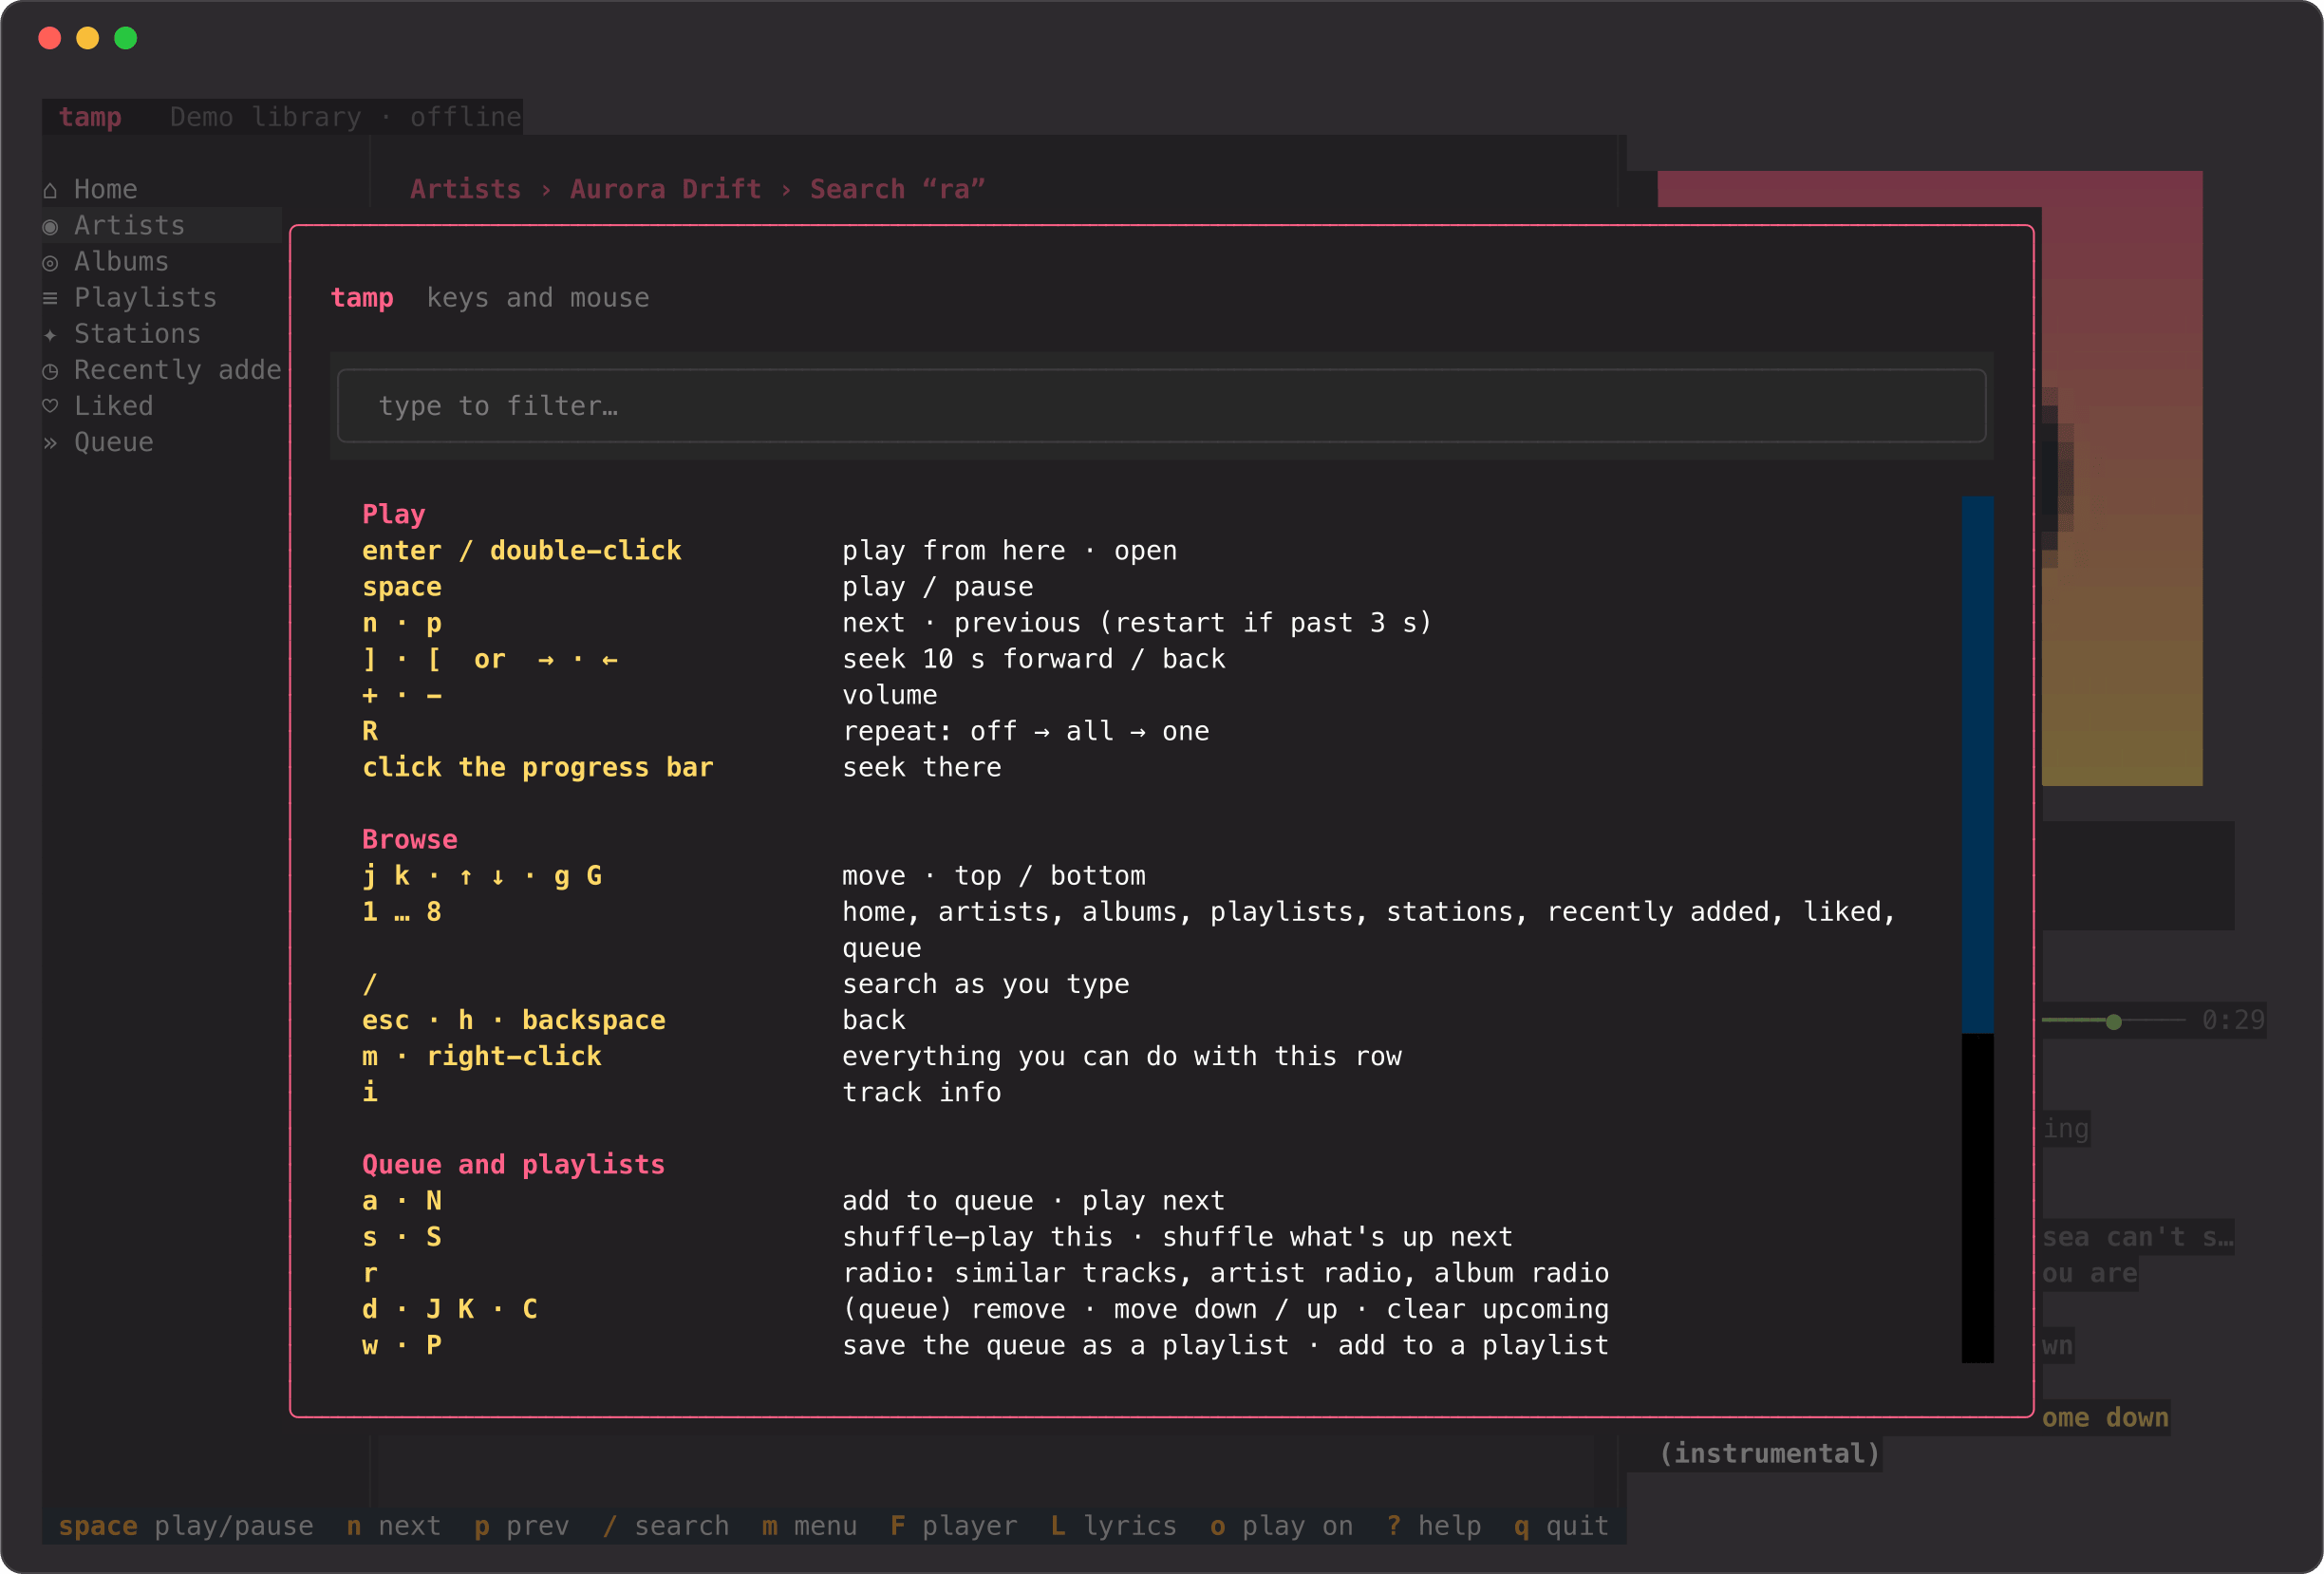 tamp Demo library · offline
⌂ Home
◉ Artists
◎ Albums
≡ Playlists
✦ Stations
◷ Recently adde
♡ Liked
» Queue
Artists › Aurora Drift › Search “ra”
tamp keys and mouse
type to filter…
Play
enter / double-click play from here · open
space play / pause
n · p next · previous (restart if past 3 s)
] · [ or → · ← seek 10 s forward / back
+ · - volume
R repeat: off → all → one
click the progress bar seek there
Browse
j k · ↑ ↓ · g G move · top / bottom
1 … 8 home, artists, albums, playlists, stations, recently added, liked,
queue
/ search as you type
esc · h · backspace back
m · right-click everything you can do with this row
i track info
Queue and playlists
a · N add to queue · play next
s · S shuffle-play this · shuffle what's up next
r radio: similar tracks, artist radio, album radio
d · J K · C (queue) remove · move down / up · clear upcoming
w · P save the queue as a playlist · add to a playlist
0:29
ing
sea can't s…
ou are
wn
ome down
(instrumental)
space play/pause n next p prev / search m menu F player L lyrics o play on ? help q quit